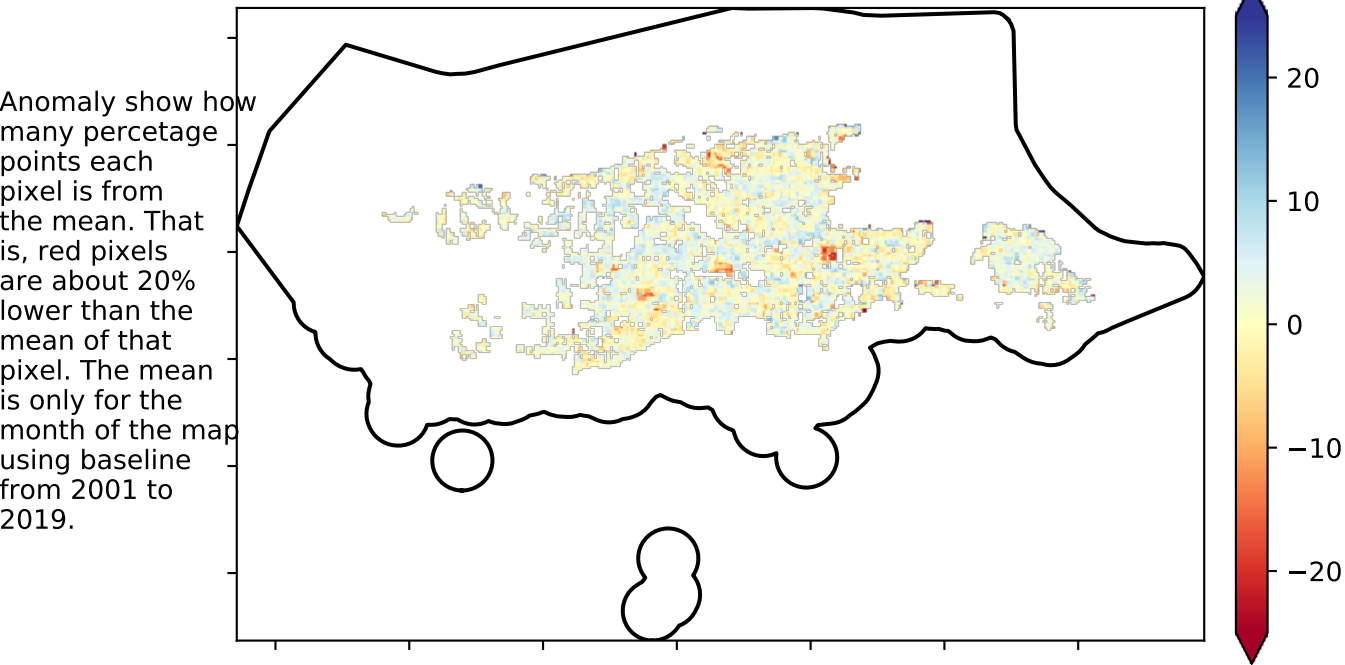 Anomaly show how
many percetage
points each
pixel is from
the mean. That
is, red pixels
are about 20%
lower than the
mean of that
pixel. The mean
is only for the
month of the map
using baseline
from 2001 to
2019.
20
10
0
−10
−20